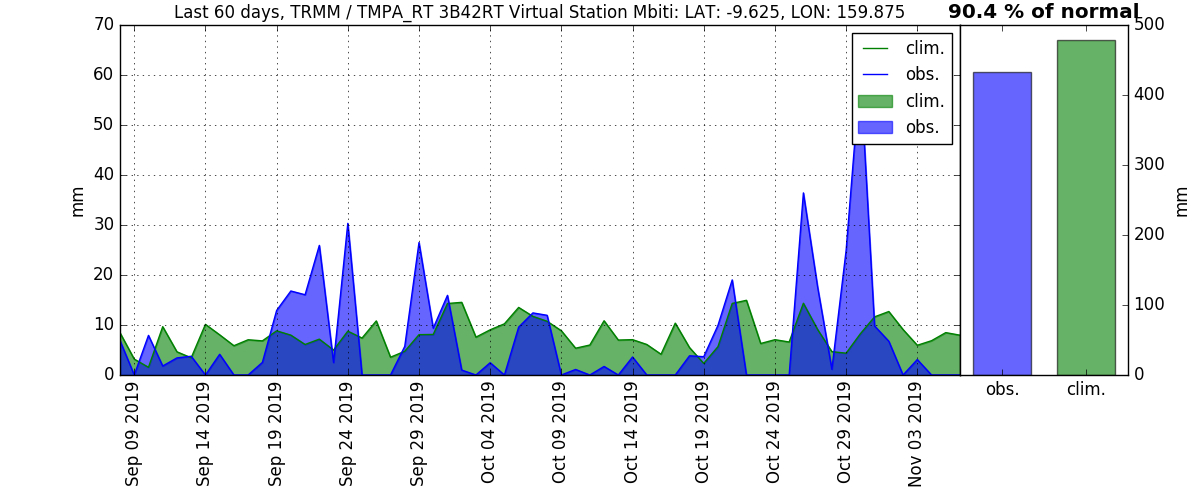 Last 60 days, TRMM / TMPA_RT 3B42RT Virtual Station Mbiti: LAT: -9.625, LON: 159.875
90.4 % of normal
70
60
50
40
30
20
10
0
mm
clim.
obs.
clim.
obs.
500
400
300
200
100
0
mm
Sep 09 2019
Sep 14 2019
Sep 19 2019
Sep 24 2019
Sep 29 2019
Oct 04 2019
Oct 09 2019
Oct 14 2019
Oct 19 2019
Oct 24 2019
Oct 29 2019
Nov 03 2019
obs.
clim.